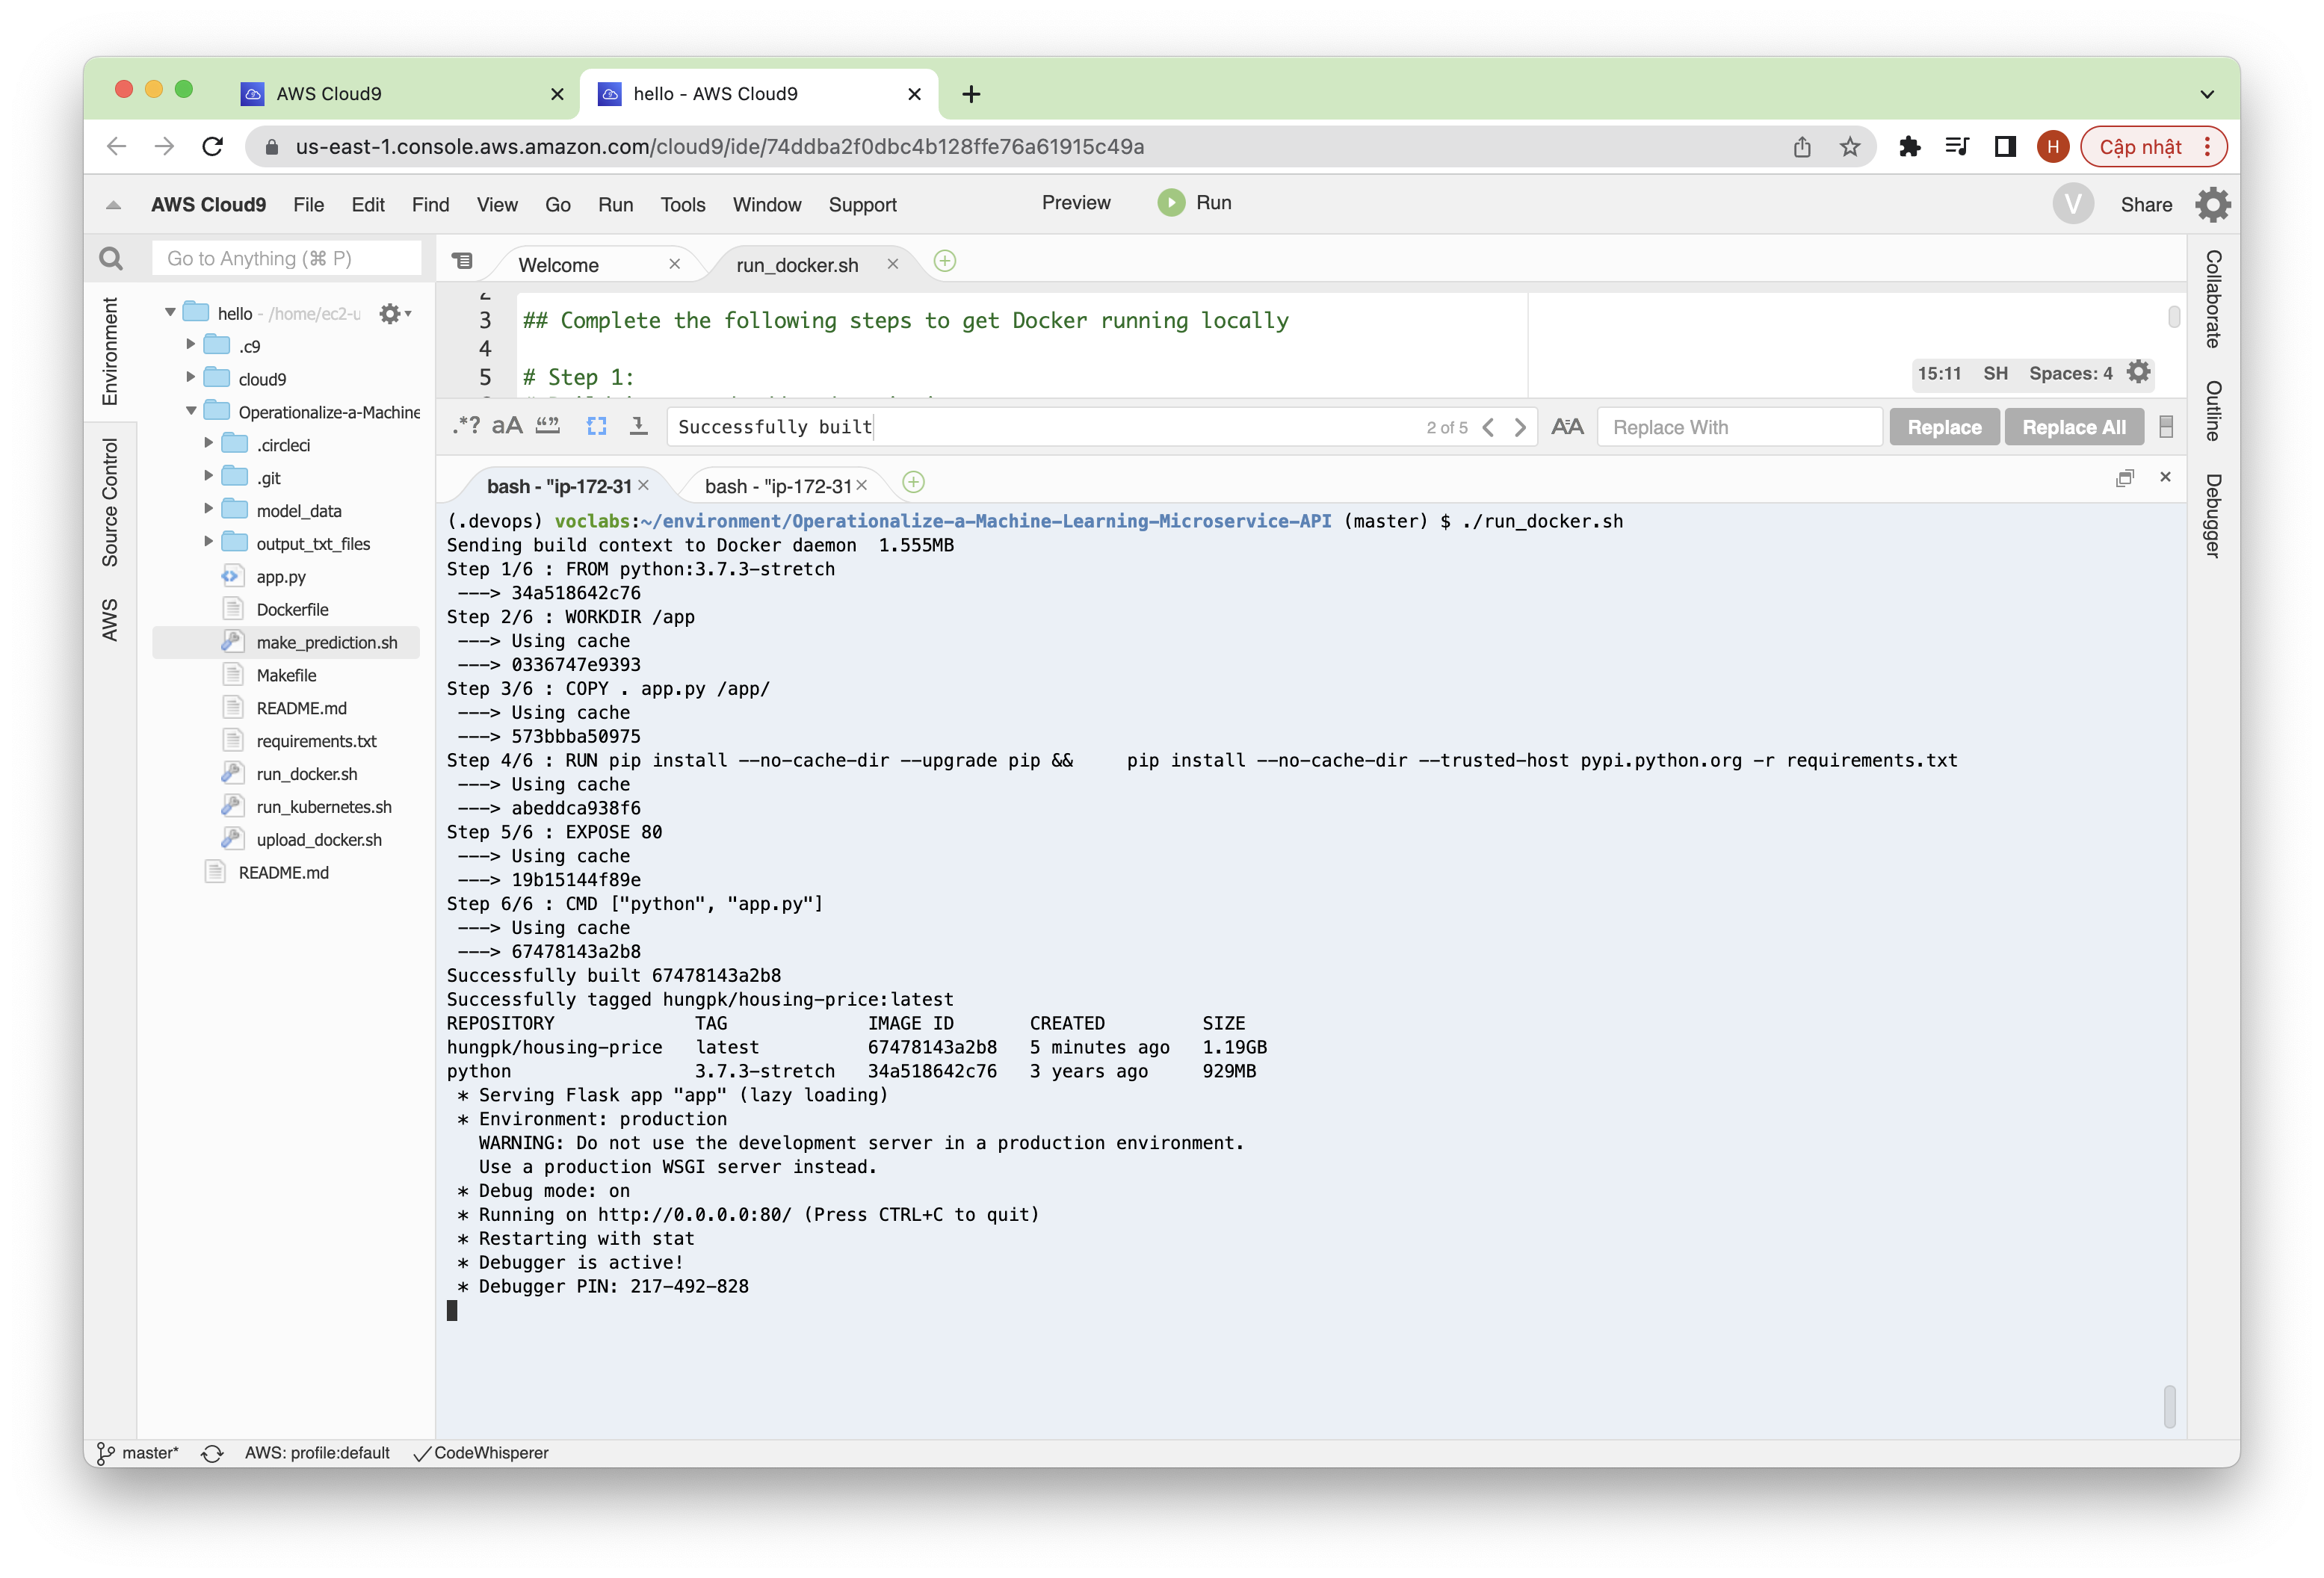 AWS Cloud9
hello - AWS Cloud9
us-east-1.console.aws.amazon.com/cloud9/ide/74ddba2f0dbc4b128ffe76a61915c49a
H
Cập nhật
AWS Cloud9 File Edit Find View Go Run Tools Window Support Preview Run V Share
Go to Anything (⌘ P)
Welcome
run_docker.sh
Environment
Source Control
AWS
hello - /home/ec2-u
.c9
cloud9
Operationalize-a-Machine
.circleci
.git
model_data
output_txt_files
app.py
Dockerfile
make_prediction.sh
Makefile
README.md
requirements.txt
run_docker.sh
run_kubernetes.sh
upload_docker.sh
README.md
2
3 ## Complete the following steps to get Docker running locally
4
5 # Step 1:
15:11 SH Spaces: 4
.*? aA “” Successfully built 2 of 5 AA Replace With Replace Replace All
bash - "ip-172-31
bash - "ip-172-31
(.devops) voclabs:~/environment/Operationalize-a-Machine-Learning-Microservice-API (master) $ ./run_docker.sh
Sending build context to Docker daemon  1.555MB
Step 1/6 : FROM python:3.7.3-stretch
 ---> 34a518642c76
Step 2/6 : WORKDIR /app
 ---> Using cache
 ---> 0336747e9393
Step 3/6 : COPY . app.py /app/
 ---> Using cache
 ---> 573bbba50975
Step 4/6 : RUN pip install --no-cache-dir --upgrade pip &&     pip install --no-cache-dir --trusted-host pypi.python.org -r requirements.txt
 ---> Using cache
 ---> abeddca938f6
Step 5/6 : EXPOSE 80
 ---> Using cache
 ---> 19b15144f89e
Step 6/6 : CMD ["python", "app.py"]
 ---> Using cache
 ---> 67478143a2b8
Successfully built 67478143a2b8
Successfully tagged hungpk/housing-price:latest
REPOSITORY             TAG             IMAGE ID       CREATED         SIZE
hungpk/housing-price   latest          67478143a2b8   5 minutes ago   1.19GB
python                 3.7.3-stretch   34a518642c76   3 years ago     929MB
 * Serving Flask app "app" (lazy loading)
 * Environment: production
   WARNING: Do not use the development server in a production environment.
   Use a production WSGI server instead.
 * Debug mode: on
 * Running on http://0.0.0.0:80/ (Press CTRL+C to quit)
 * Restarting with stat
 * Debugger is active!
 * Debugger PIN: 217-492-828
Collaborate
Outline
Debugger
master* AWS: profile:default CodeWhisperer